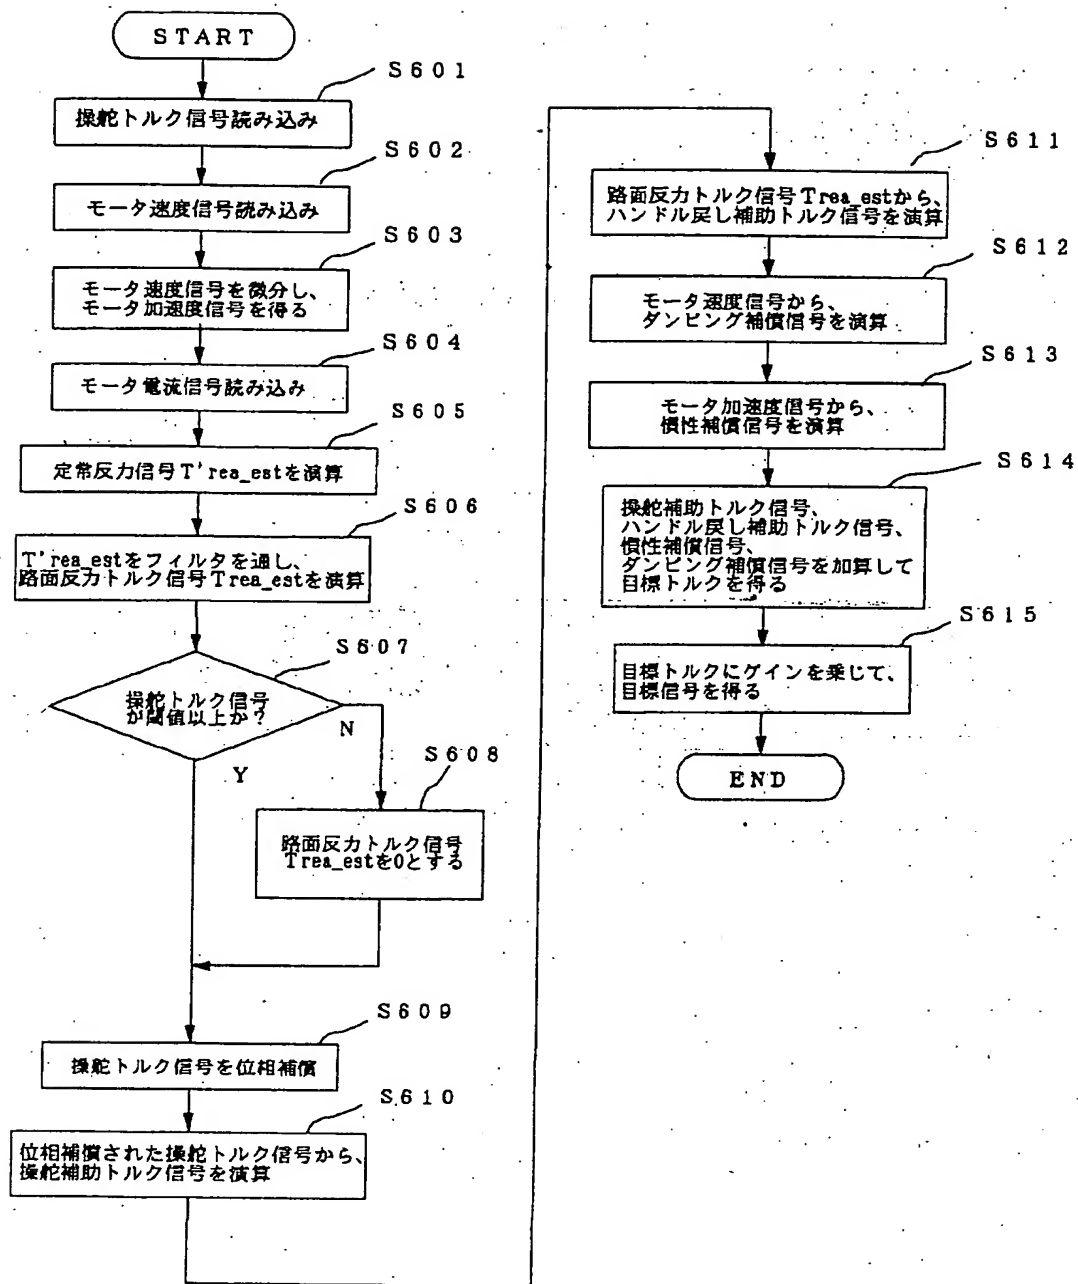 START
S601
操舵トルク信号読み込み
S602
モータ速度信号読み込み
S603
モータ速度信号を微分し、
モータ加速度信号を得る
S604
モータ電流信号読み込み
S605
定常反力信号T'rea_estを演算
S606
T'rea_estをフィルタを通し、
路面反力トルク信号Trea_estを演算
S607
操舵トルク信号
が閾値以上か?
N
Y
S608
路面反力トルク信号
Trea_estを0とする
S609
操舵トルク信号を位相補償
S610
位相補償された操舵トルク信号から、
操舵補助トルク信号を演算
S611
路面反力トルク信号Trea_estから、
ハンドル戻し補助トルク信号を演算
S612
モータ速度信号から、
ダンピング補償信号を演算
S613
モータ加速度信号から、
慣性補償信号を演算
S614
操舵補助トルク信号、
ハンドル戻し補助トルク信号、
慣性補償信号、
ダンピング補償信号を加算して
目標トルクを得る
S615
目標トルクにゲインを乗じて、
目標信号を得る
END